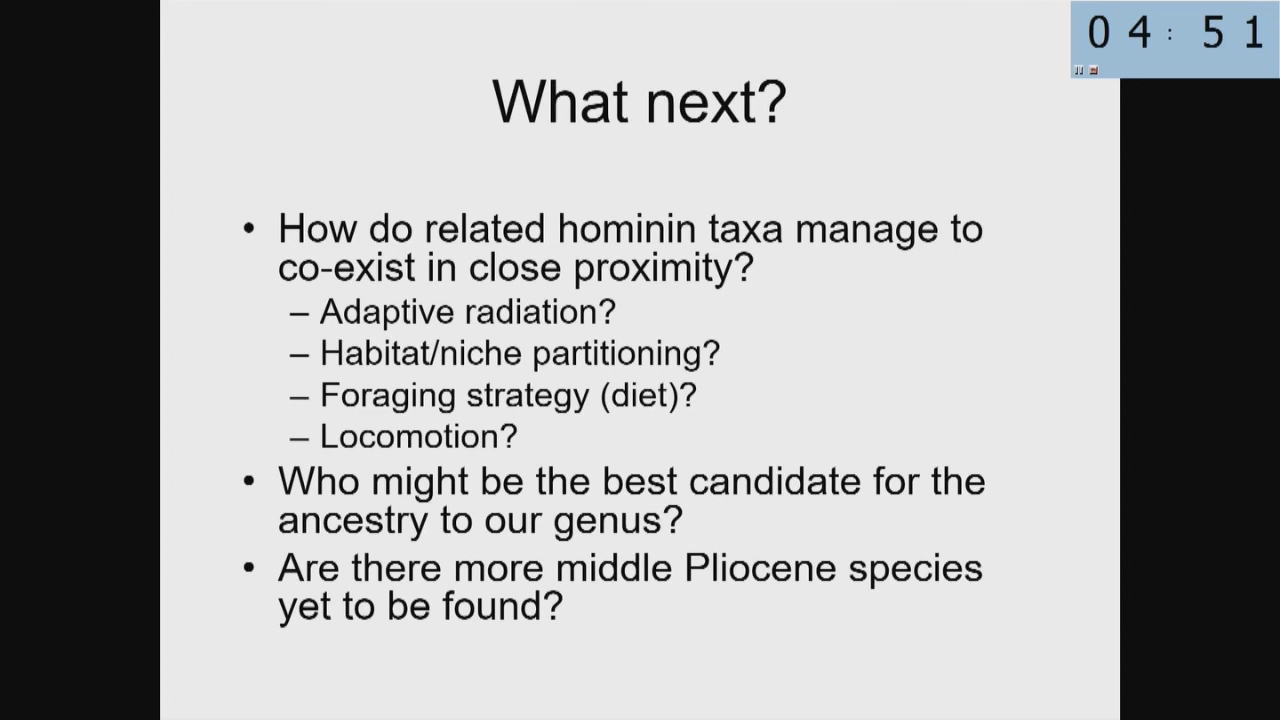 04:51
What next?
• How do related hominin taxa manage to
co-exist in close proximity?
– Adaptive radiation?
– Habitat/niche partitioning?
– Foraging strategy (diet)?
– Locomotion?
• Who might be the best candidate for the
ancestry to our genus?
• Are there more middle Pliocene species
yet to be found?